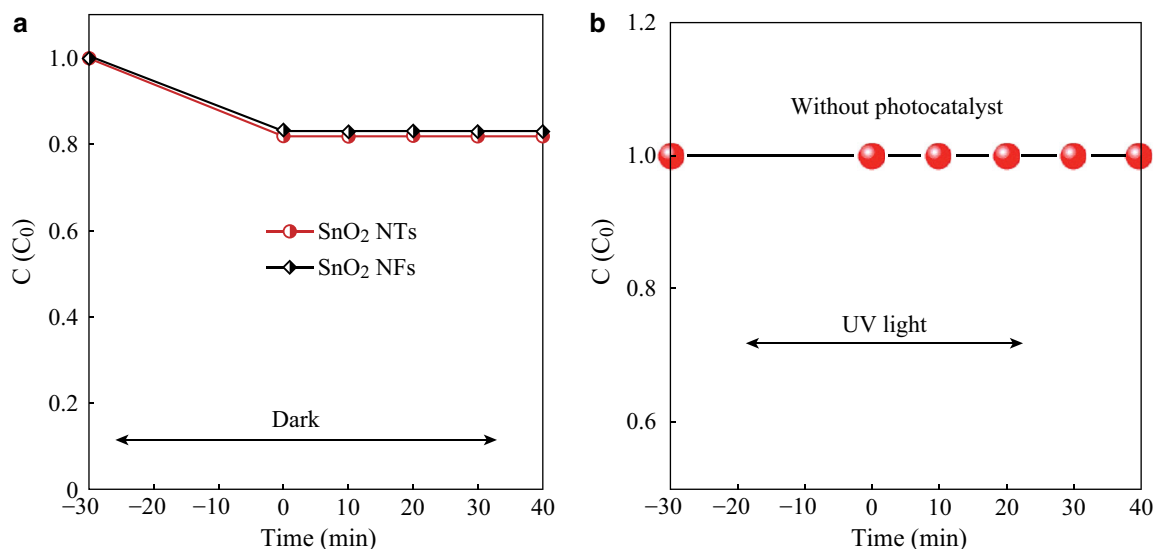 a
1.0
0.8
0.6
0.4
0.2
0
C (C₀)
SnO₂ NTs
SnO₂ NFs
Dark
−30 −20 −10 0 10 20 30 40
Time (min)
b
1.2
1.0
0.8
0.6
C (C₀)
Without photocatalyst
UV light
−30 −20 −10 0 10 20 30 40
Time (min)